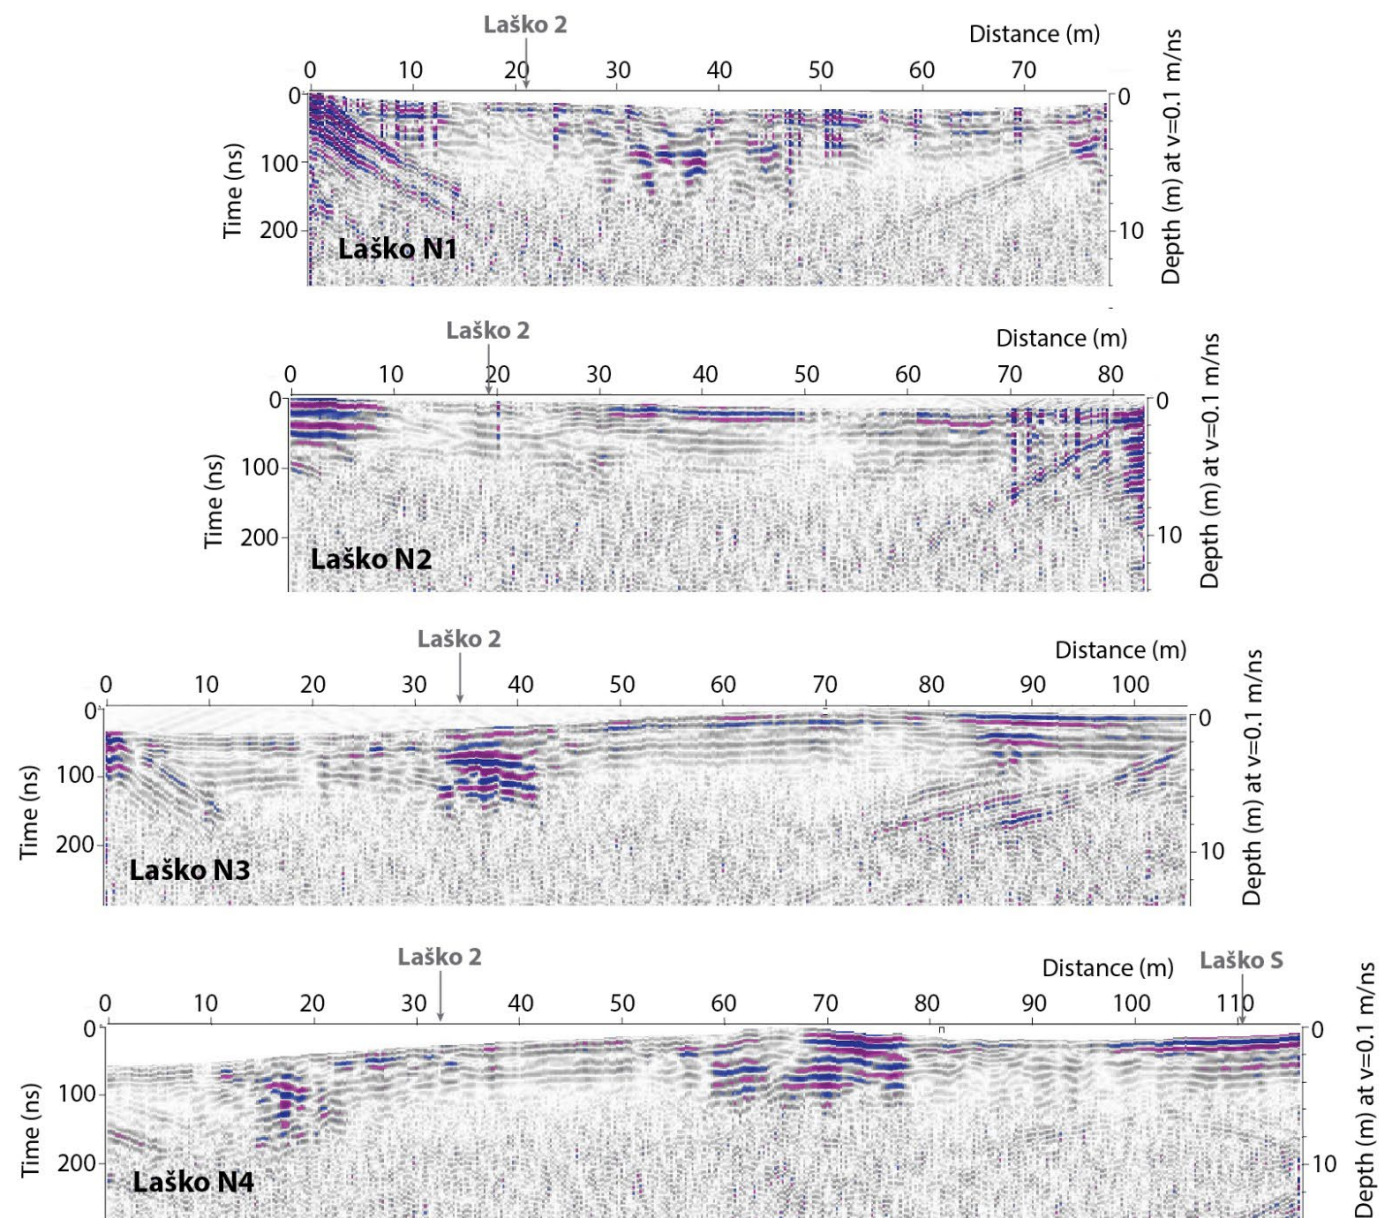 Laško 2
Distance (m)
0 10 20 30 40 50 60 70
0
100
200
Time (ns)
0
10
Depth (m) at v=0.1 m/ns
Laško N1
Laško 2
Distance (m)
0 10 20 30 40 50 60 70 80
0
100
200
Time (ns)
0
10
Depth (m) at v=0.1 m/ns
Laško N2
Laško 2
Distance (m)
0 10 20 30 40 50 60 70 80 90 100
0
100
200
Time (ns)
0
10
Depth (m) at v=0.1 m/ns
Laško N3
Laško 2
Distance (m)
Laško S
0 10 20 30 40 50 60 70 80 90 100 110
0
100
200
Time (ns)
0
10
Depth (m) at v=0.1 m/ns
Laško N4